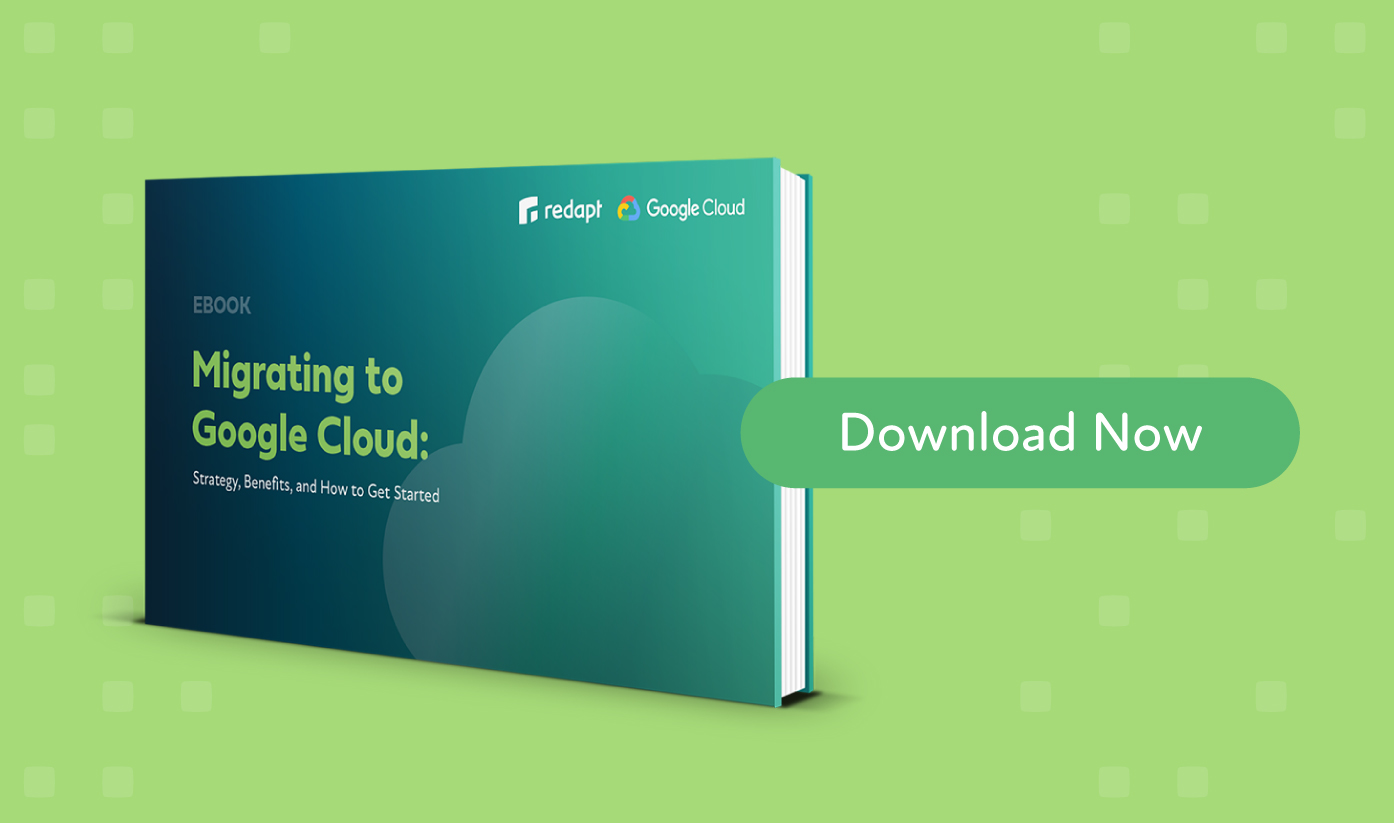 redapt Google Cloud
EBOOK
Migrating to
Google Cloud:
Strategy, Benefits, and How to Get Started
Download Now